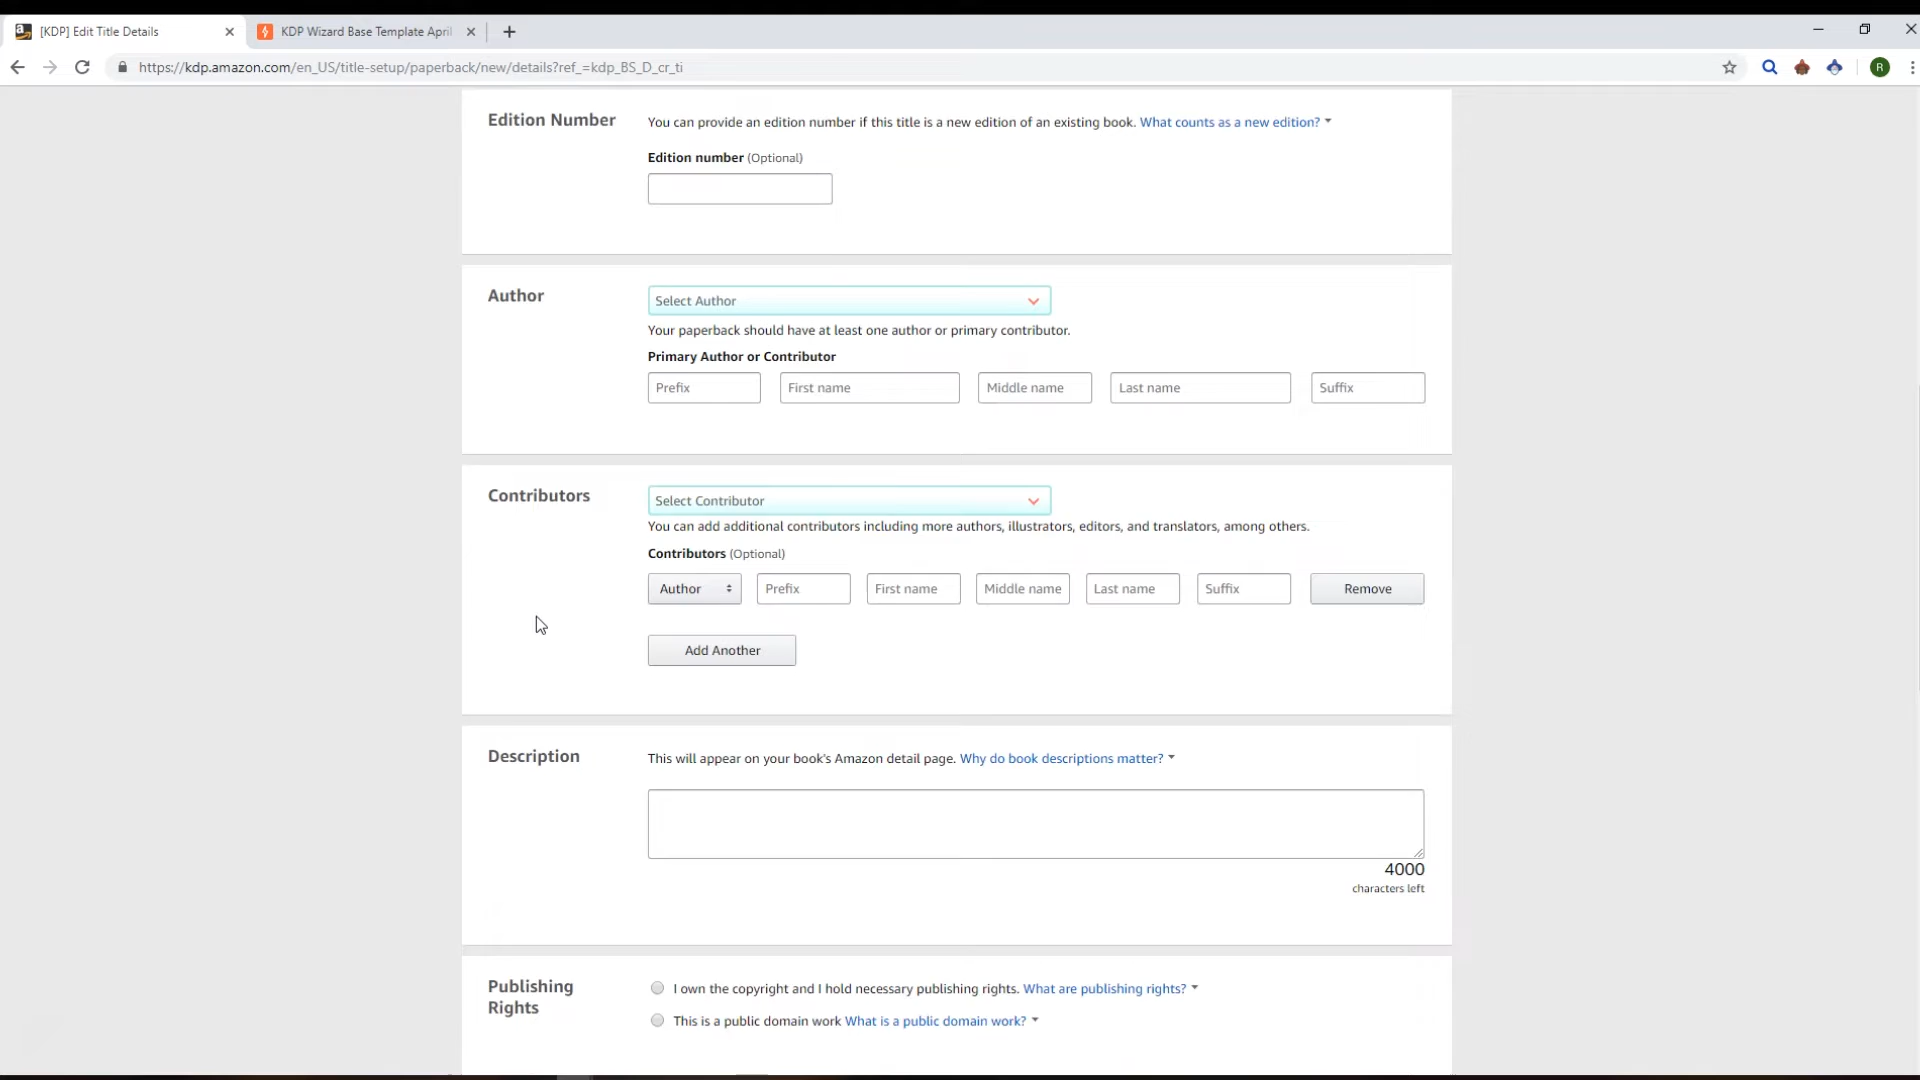 [KDP] Edit Title Details
KDP Wizard Base Template April
https://kdp.amazon.com/en_US/title-setup/paperback/new/details?ref_=kdp_BS_D_cr_ti
R
Edition Number
You can provide an edition number if this title is a new edition of an existing book. What counts as a new edition?
Edition number (Optional)
Author
Select Author
Your paperback should have at least one author or primary contributor.
Primary Author or Contributor
Prefix First name Middle name Last name Suffix
Contributors
Select Contributor
You can add additional contributors including more authors, illustrators, editors, and translators, among others.
Contributors (Optional)
Author Prefix First name Middle name Last name Suffix Remove
Add Another
Description
This will appear on your book's Amazon detail page. Why do book descriptions matter?
4000
characters left
Publishing
Rights
I own the copyright and I hold necessary publishing rights. What are publishing rights?
This is a public domain work What is a public domain work?